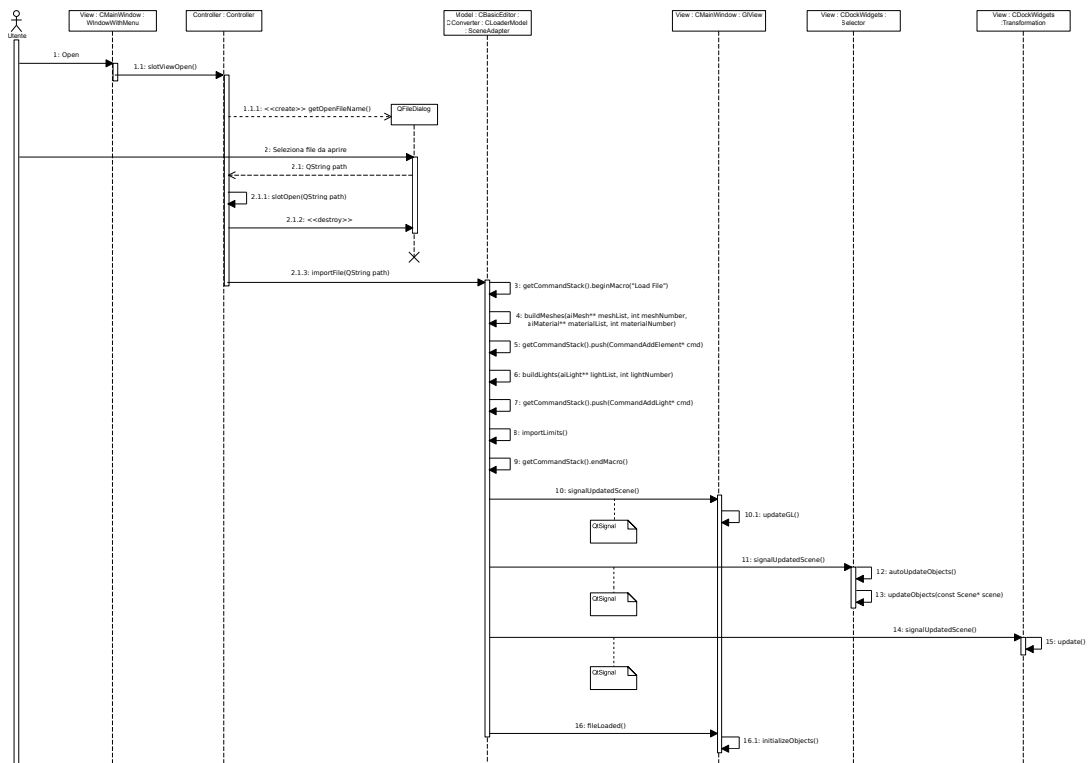 View : CMainWindow :
WindowWithMenu
Controller : Controller
Model : CBasicEditor :
CConverter : CLoaderModel
: SceneAdapter
View : CMainWindow : GlView
View : CDockWidgets :
Selector
View : CDockWidgets
:Transformation
Utente
1: Open
1.1: slotViewOpen()
1.1.1: <<create>> getOpenFileName()
QFileDialog
2: Seleziona file da aprire
2.1: QString path
2.1.1: slotOpen(QString path)
2.1.2: <<destroy>>
2.1.3: importFile(QString path)
3: getCommandStack().beginMacro("Load File")
4: buildMeshes(aiMesh** meshList, int meshNumber,
aiMaterial** materialList, int materialNumber)
5: getCommandStack().push(CommandAddElement* cmd)
6: buildLights(aiLight** lightList, int lightNumber)
7: getCommandStack().push(CommandAddLight* cmd)
8: importLimits()
9: getCommandStack().endMacro()
10: signalUpdatedScene()
10.1: updateGL()
QtSignal
11: signalUpdatedScene()
12: autoUpdateObjects()
13: updateObjects(const Scene* scene)
QtSignal
14: signalUpdatedScene()
15: update()
QtSignal
16: fileLoaded()
16.1: initializeObjects()